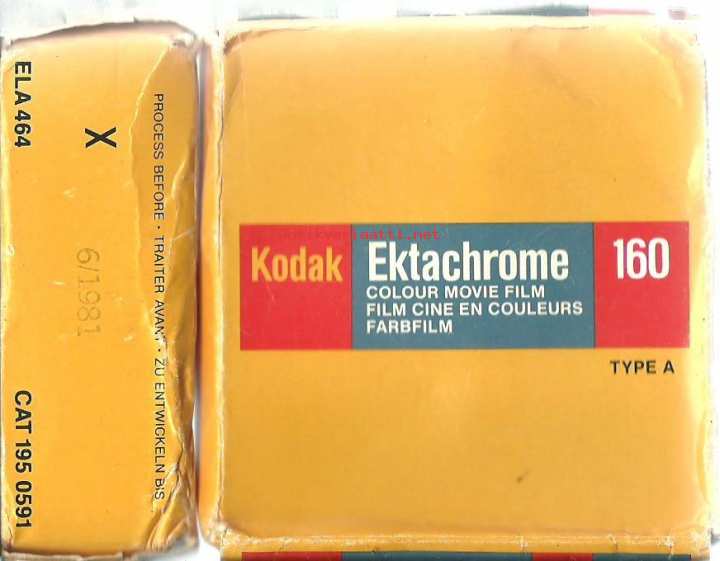 ELA 464
CAT 195 0591
X
6/1981
PROCESS BEFORE · TRAITER AVANT · ZU ENTWICKELN BIS
Kodak
Ektachrome
160
COLOUR MOVIE FILM
FILM CINE EN COULEURS
FARBFILM
TYPE A